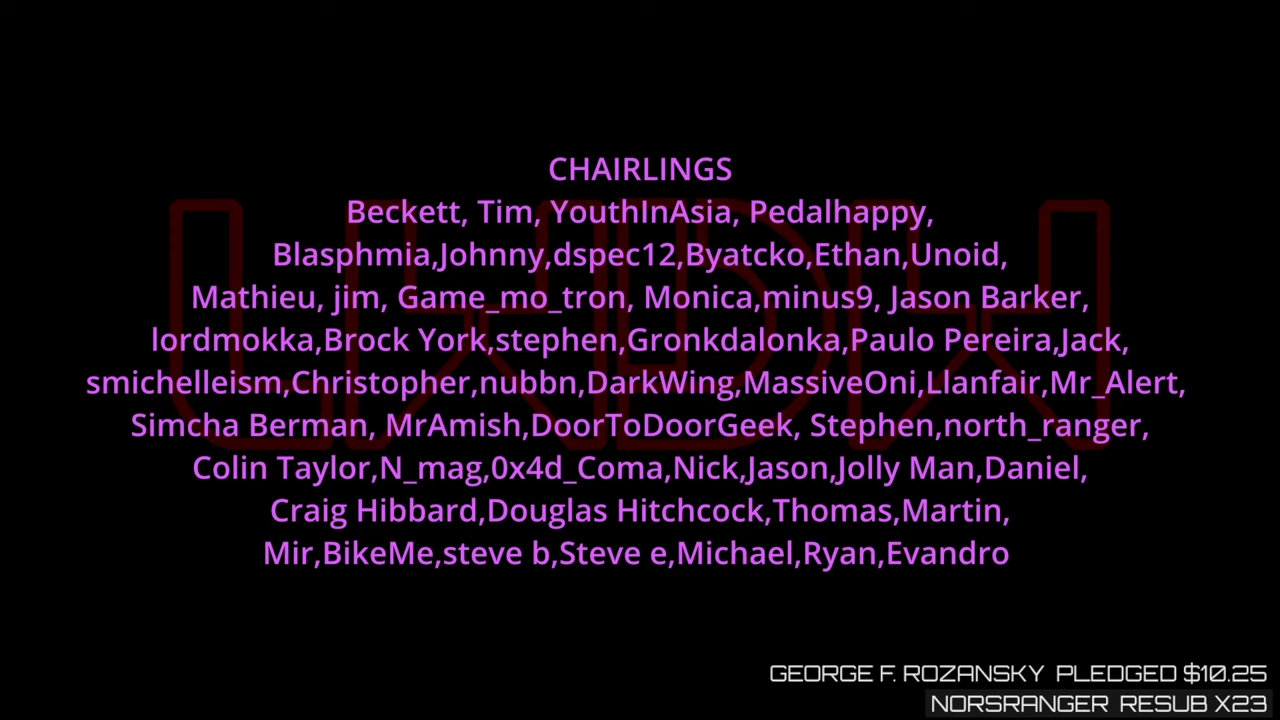 CHAIRLINGS
Beckett, Tim, YouthInAsia, Pedalhappy,
Blasphmia,Johnny,dspec12,Byatcko,Ethan,Unoid,
Mathieu, jim, Game_mo_tron, Monica,minus9, Jason Barker,
lordmokka,Brock York,stephen,Gronkdalonka,Paulo Pereira,Jack,
smichelleism,Christopher,nubbn,DarkWing,MassiveOni,Llanfair,Mr_Alert,
Simcha Berman, MrAmish,DoorToDoorGeek, Stephen,north_ranger,
Colin Taylor,N_mag,0x4d_Coma,Nick,Jason,Jolly Man,Daniel,
Craig Hibbard,Douglas Hitchcock,Thomas,Martin,
Mir,BikeMe,steve b,Steve e,Michael,Ryan,Evandro
GEORGE F. ROZANSKY PLEDGED $10.25
NORSRANGER RESUB X23